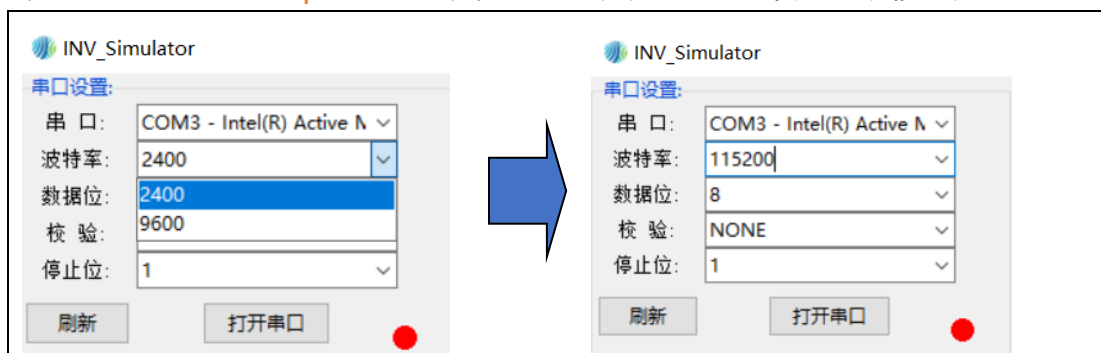 INV_Simulator
串口设置:
串 口: COM3 - Intel(R) Active
波特率: 2400
数据位: 2400
9600
校 验:
停止位: 1
刷新 打开串口
INV_Simulator
串口设置:
串 口: COM3 - Intel(R) Active
波特率: 115200
数据位: 8
校 验: NONE
停止位: 1
刷新 打开串口